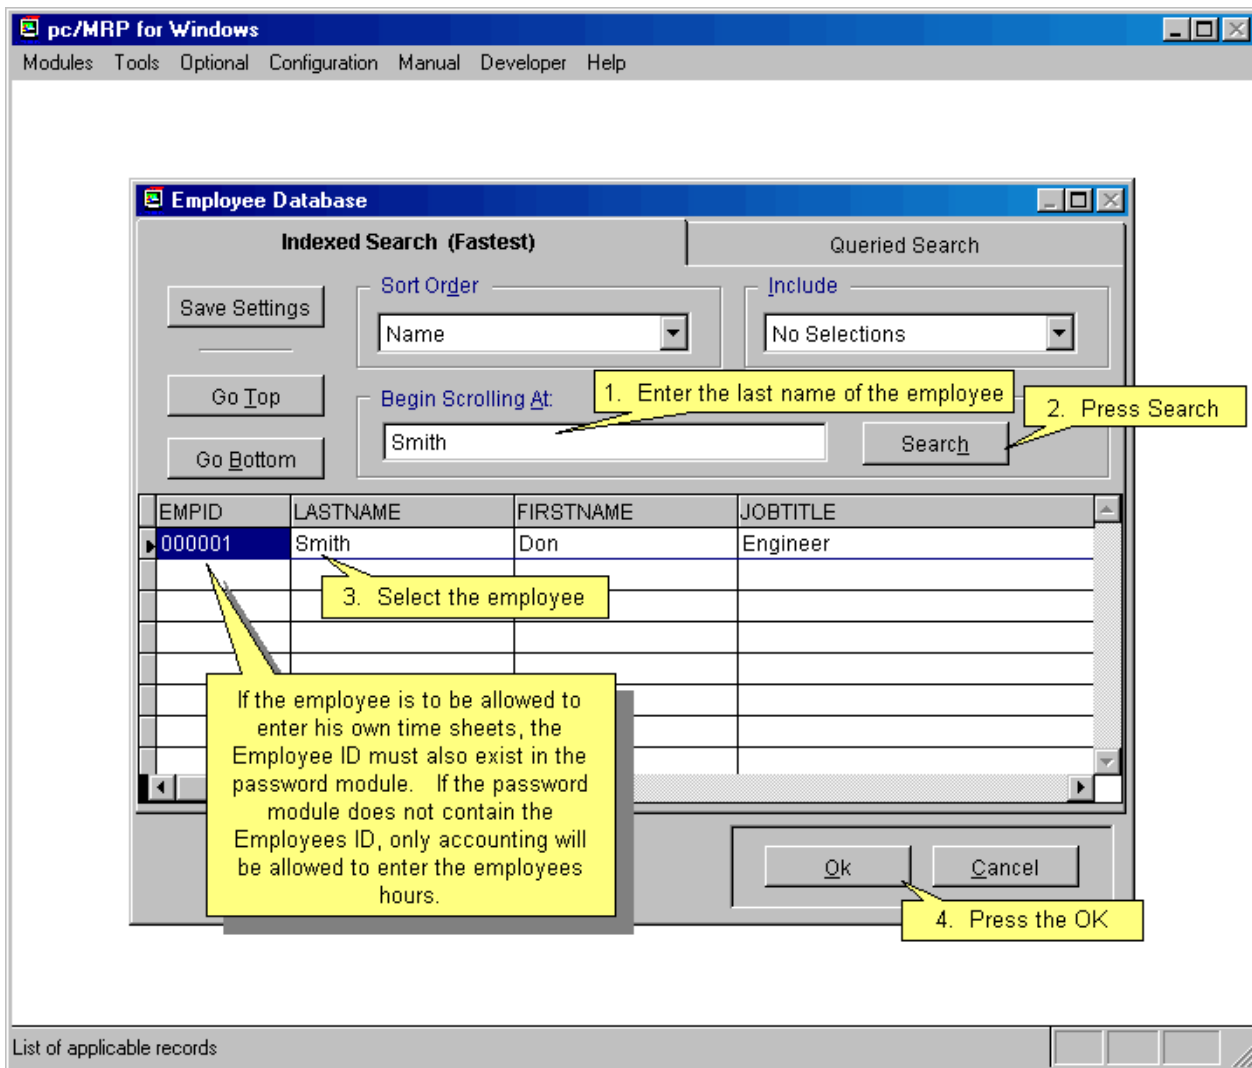 pc/MRP for Windows
Modules Tools Optional Configuration Manual Developer Help
Employee Database
Indexed Search (Fastest)
Queried Search
Save Settings
Sort Order
Name
Include
No Selections
Go Top
Begin Scrolling At:
1. Enter the last name of the employee
2. Press Search
Smith
Search
Go Bottom
EMPID LASTNAME FIRSTNAME JOBTITLE
000001 Smith Don Engineer
3. Select the employee
If the employee is to be allowed to
enter his own time sheets, the
Employee ID must also exist in the
password module. If the password
module does not contain the
Employees ID, only accounting will
be allowed to enter the employees
hours.
Ok
Cancel
4. Press the OK
List of applicable records